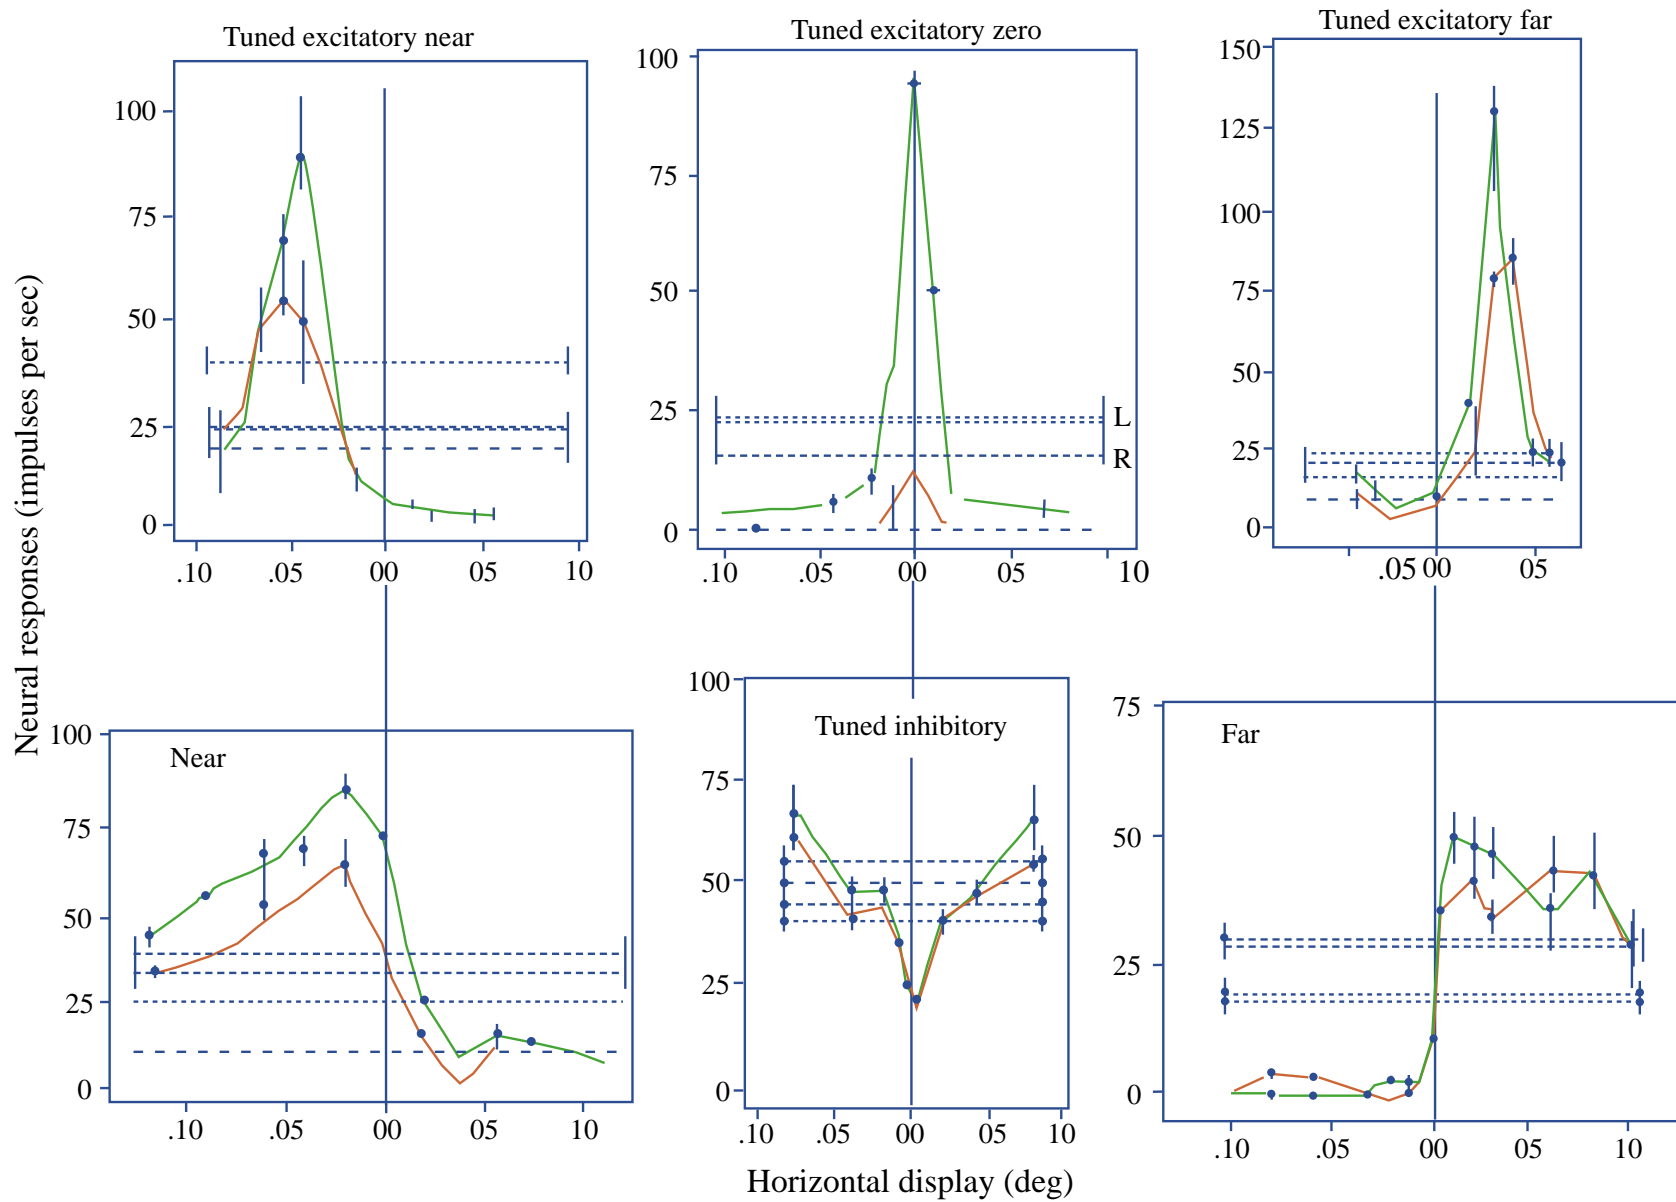 Tuned excitatory near
Tuned excitatory zero
Tuned excitatory far
Neural responses (impulses per sec)
100
75
50
25
0
.10 .05 00 05 10
100
75
50
25
0
L
R
.10 .05 00 05 10
150
125
100
75
50
25
0
.05 00 05
Near
100
75
50
25
0
.10 .05 00 05 10
Tuned inhibitory
100
75
50
25
0
.10 .05 00 05 10
Far
75
50
25
0
.10 .05 00 05 10
Horizontal display (deg)